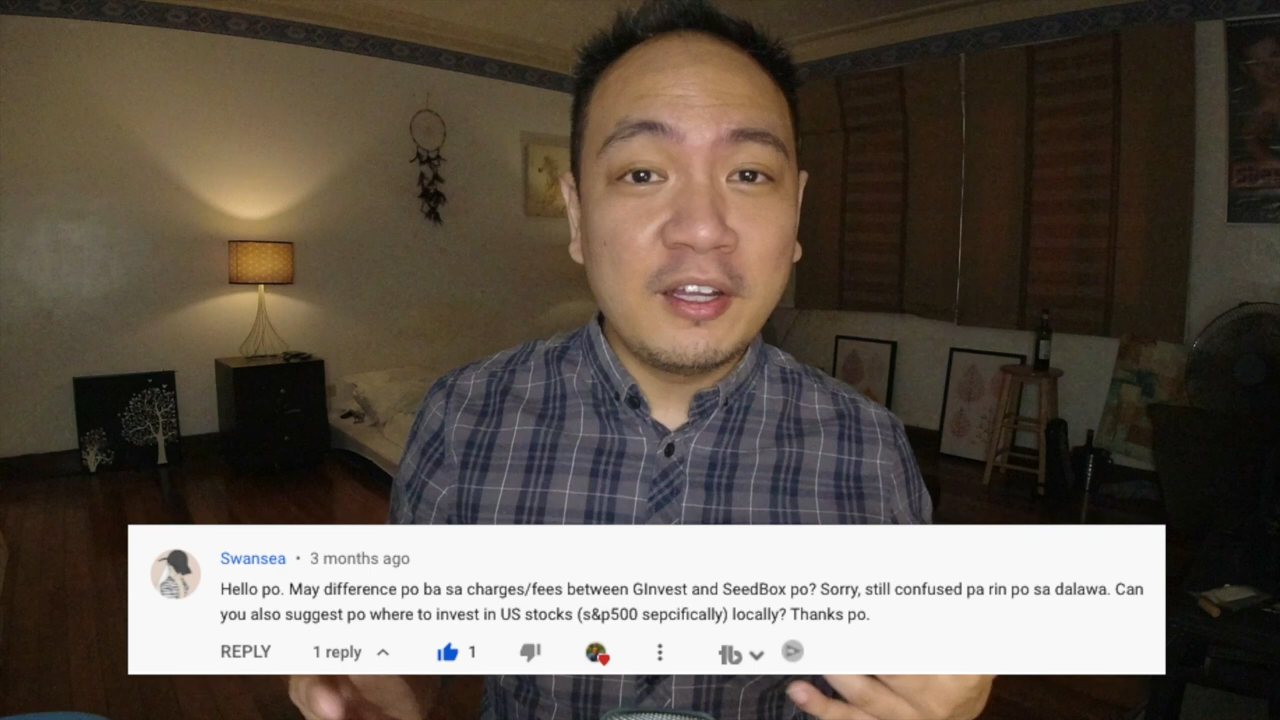 Swansea • 3 months ago
Hello po. May difference po ba sa charges/fees between GInvest and SeedBox po? Sorry, still confused pa rin po sa dalawa. Can
you also suggest po where to invest in US stocks (s&p500 sepcifically) locally? Thanks po.
REPLY 1 reply 1